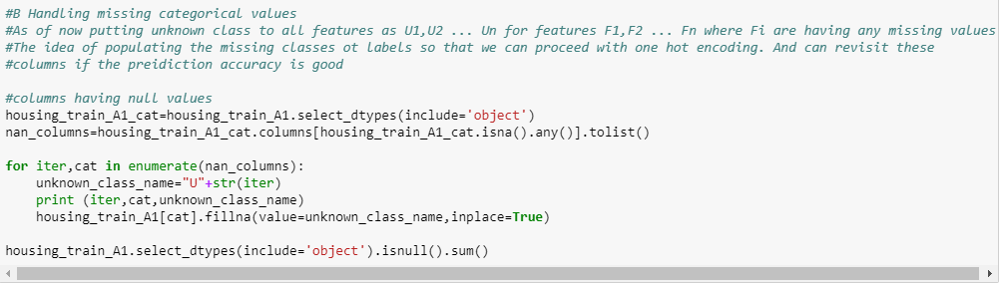 #B Handling missing categorical values
#As of now putting unknown class to all features as U1,U2 ... Un for features F1,F2 ... Fn where Fi are having any missing values
#The idea of populating the missing classes ot labels so that we can proceed with one hot encoding. And can revisit these
#columns if the preidiction accuracy is good
#columns having null values
housing_train_A1_cat=housing_train_A1.select_dtypes(include='object')
nan_columns=housing_train_A1_cat.columns[housing_train_A1_cat.isna().any()].tolist()
for iter,cat in enumerate(nan_columns):
    unknown_class_name="U"+str(iter)
    print (iter,cat,unknown_class_name)
    housing_train_A1[cat].fillna(value=unknown_class_name,inplace=True)
housing_train_A1.select_dtypes(include='object').isnull().sum()